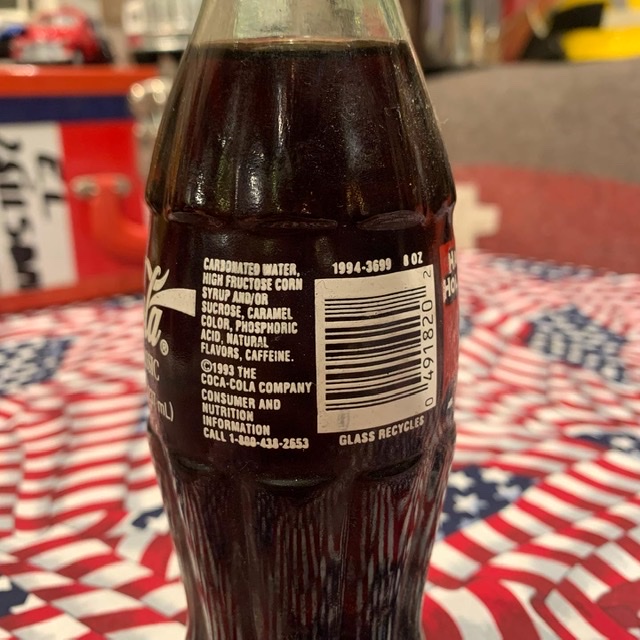 CARBONATED WATER,
HIGH FRUCTOSE CORN
SYRUP AND/OR
SUCROSE, CARAMEL
COLOR, PHOSPHORIC
ACID, NATURAL
FLAVORS, CAFFEINE.
©1993 THE
COCA-COLA COMPANY
CONSUMER AND
NUTRITION
INFORMATION
CALL 1-800-438-2653
1994-3699 8 OZ
0 491820 2
GLASS RECYCLES
®
mL)